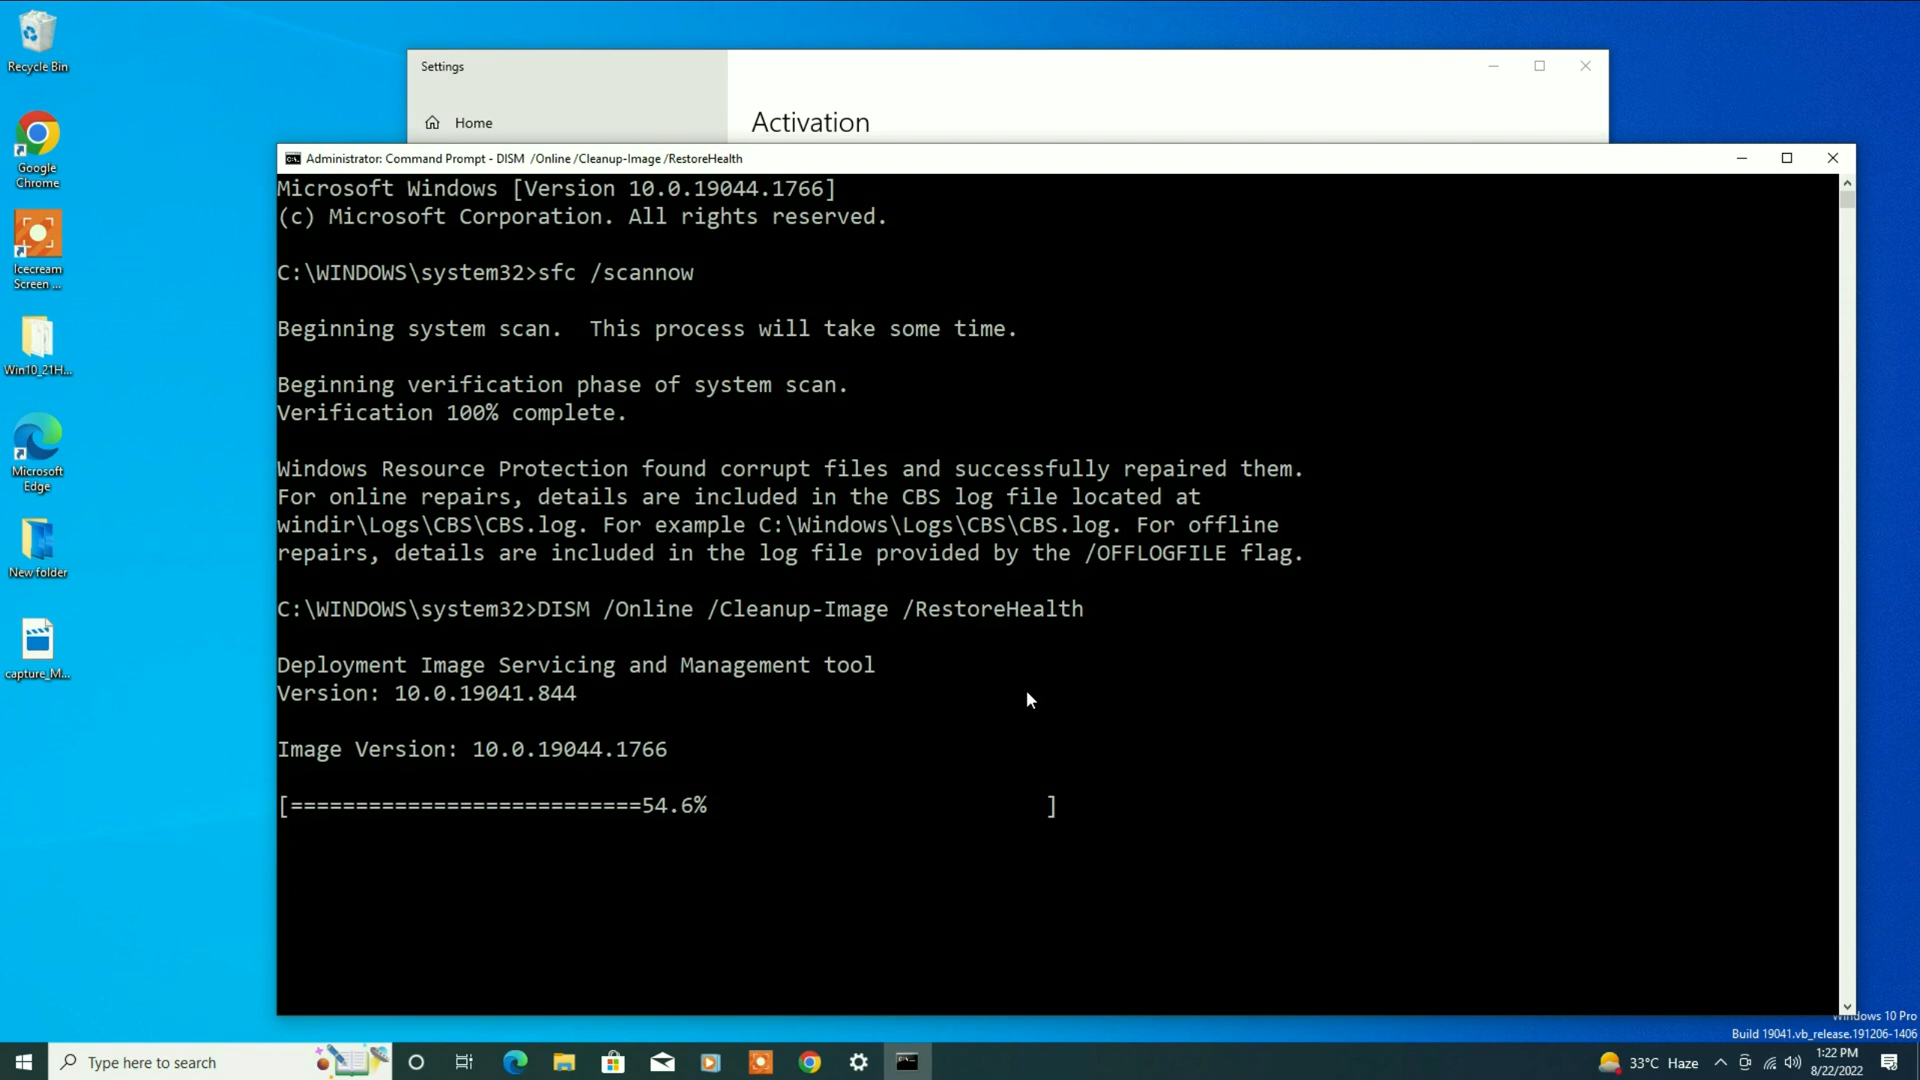 Recycle Bin
Google
Chrome
Icecream
Screen ...
Win10_21H...
Microsoft
Edge
New folder
capture_M...
Settings
Home
Activation
Administrator: Command Prompt - DISM /Online /Cleanup-Image /RestoreHealth
Microsoft Windows [Version 10.0.19044.1766]
(c) Microsoft Corporation. All rights reserved.
C:\WINDOWS\system32>sfc /scannow
Beginning system scan.  This process will take some time.
Beginning verification phase of system scan.
Verification 100% complete.
Windows Resource Protection found corrupt files and successfully repaired them.
For online repairs, details are included in the CBS log file located at
windir\Logs\CBS\CBS.log. For example C:\Windows\Logs\CBS\CBS.log. For offline
repairs, details are included in the log file provided by the /OFFLOGFILE flag.
C:\WINDOWS\system32>DISM /Online /Cleanup-Image /RestoreHealth
Deployment Image Servicing and Management tool
Version: 10.0.19041.844
Image Version: 10.0.19044.1766
[===========================54.6%                          ]
Windows 10 Pro
Build 19041.vb_release.191206-1406
Type here to search
33°C Haze
1:22 PM
8/22/2022